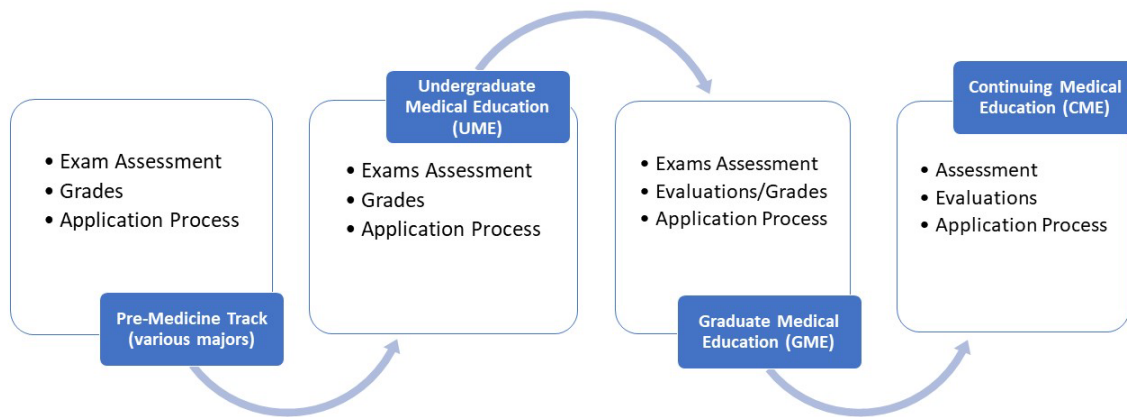 • Exam Assessment
• Grades
• Application Process
Pre-Medicine Track
(various majors)
Undergraduate
Medical Education
(UME)
• Exams Assessment
• Grades
• Application Process
• Exams Assessment
• Evaluations/Grades
• Application Process
Graduate Medical
Education (GME)
Continuing Medical
Education (CME)
• Assessment
• Evaluations
• Application Process